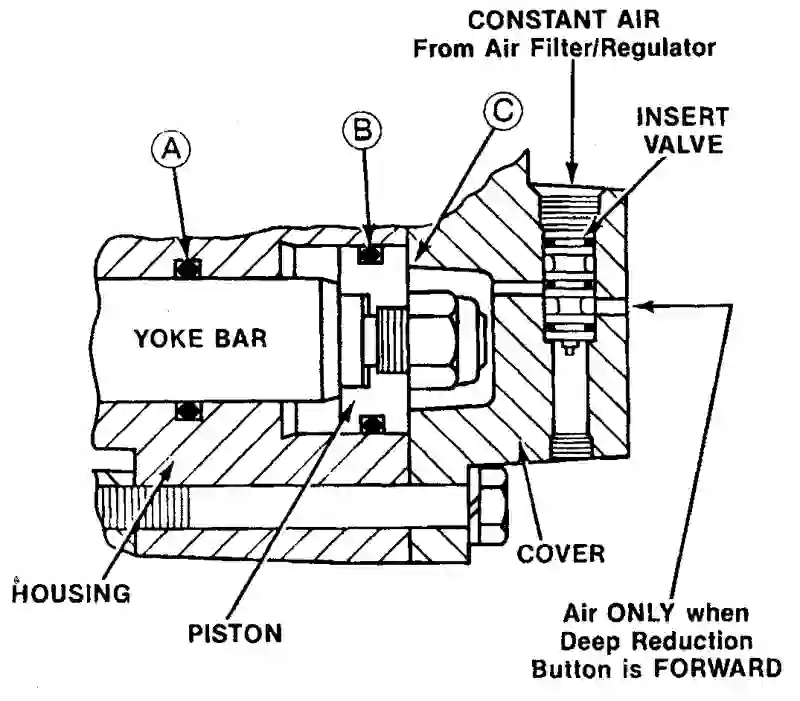 CONSTANT AIR
From Air Filter/Regulator
INSERT
VALVE
A
B
C
YOKE BAR
COVER
HOUSING
PISTON
Air ONLY when
Deep Reduction
Button is FORWARD